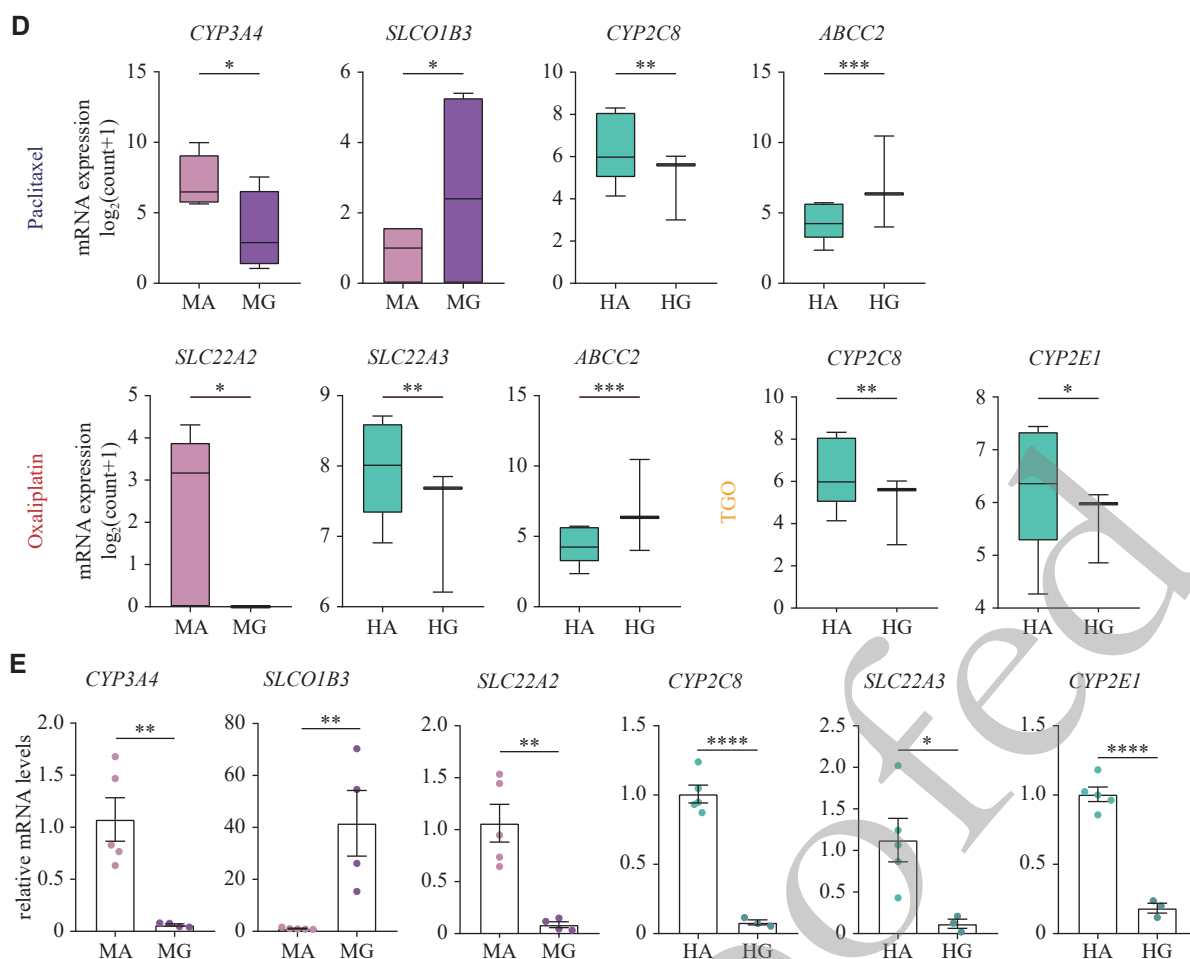 D
CYP3A4 SLCO1B3 CYP2C8 ABCC2
* * ** ***
15 6 10 15
10 4 8 10
5 2 6 5
0 0 4 0
2
0
Paclitaxel
mRNA expression
log₂(count+1)
MA MG MA MG HA HG HA HG
SLC22A2 SLC22A3 ABCC2 CYP2C8 CYP2E1
* ** *** ** *
5 9 15 10 8
4 8 10 8 7
3 7 5 6 6
2 6 0 4 5
1 2 4
0 0
Oxaliplatin
mRNA expression
log₂(count+1)
TGO
MA MG HA HG HA HG HA HG HA HG
E
CYP3A4 SLCO1B3 SLC22A2 CYP2C8 SLC22A3 CYP2E1
** ** ** **** * ****
2.0 80 2.0 1.5 2.5 1.5
1.5 60 1.5 1.0 2.0 1.0
1.0 40 1.0 0.5 1.5 0.5
0.5 20 0.5 0 1.0 0
0 0 0 0.5
0
relative mRNA levels
MA MG MA MG MA MG HA HG HA HG HA HG
ofed